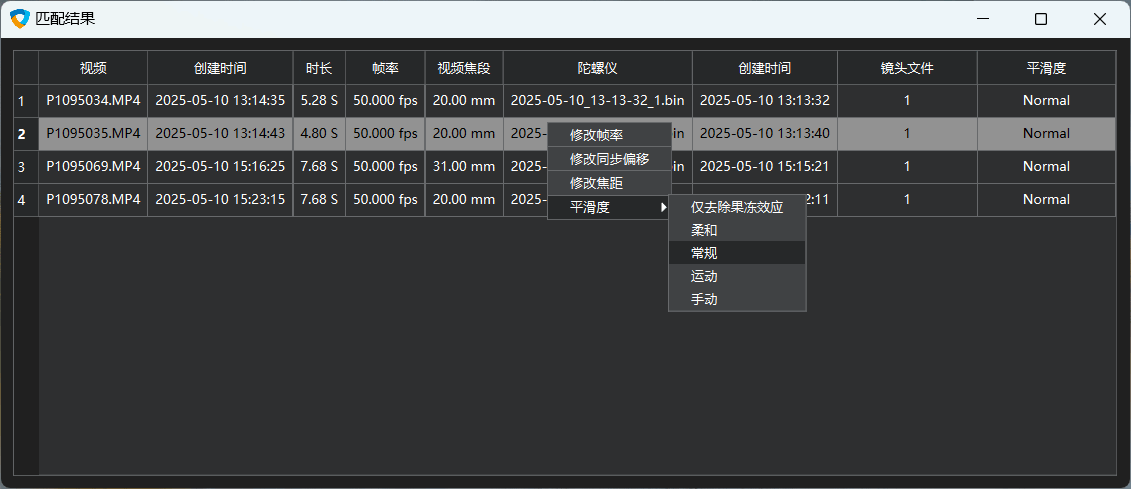 匹配结果
视频 创建时间 时长 帧率 视频焦段 陀螺仪 创建时间 镜头文件 平滑度
1 P1095034.MP4 2025-05-10 13:14:35 5.28 S 50.000 fps 20.00 mm 2025-05-10_13-13-32_1.bin 2025-05-10 13:13:32 1 Normal
2 P1095035.MP4 2025-05-10 13:14:43 4.80 S 50.000 fps 20.00 mm 2025- bin 2025-05-10 13:13:40 1 Normal
3 P1095069.MP4 2025-05-10 15:16:25 7.68 S 50.000 fps 31.00 mm 2025- bin 2025-05-10 15:15:21 1 Normal
4 P1095078.MP4 2025-05-10 15:23:15 7.68 S 50.000 fps 20.00 mm 2025- 2:11 1 Normal
修改帧率
修改同步偏移
修改焦距
平滑度
仅去除果冻效应
柔和
常规
运动
手动